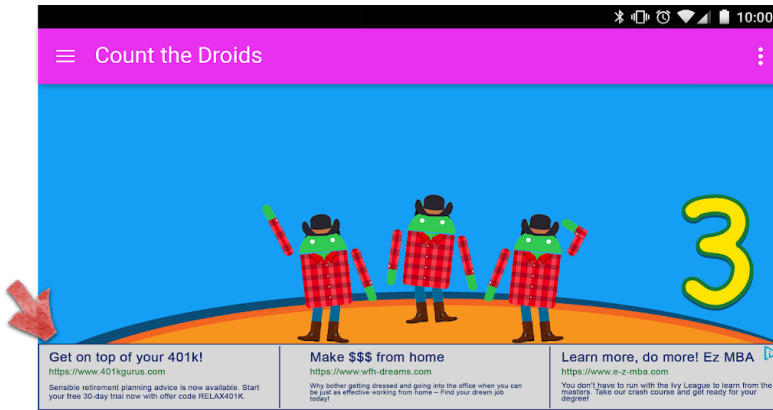 10:00
Count the Droids
3
Get on top of your 401k!
https://www.401kgurus.com
Sensible retirement planning advice is now available. Start
your free 30-day trial now with offer code RELAX401K.
Make $$$ from home
https://www.wfh-dreams.com
Why bother getting dressed and going into the office when you can
be just as effective working from home – Find your dream job
today!
Learn more, do more! Ez MBA
https://www.e-z-mba.com
You don't have to run with the Ivy League to learn from the
masters. Take our crash course and get ready for your
degree!